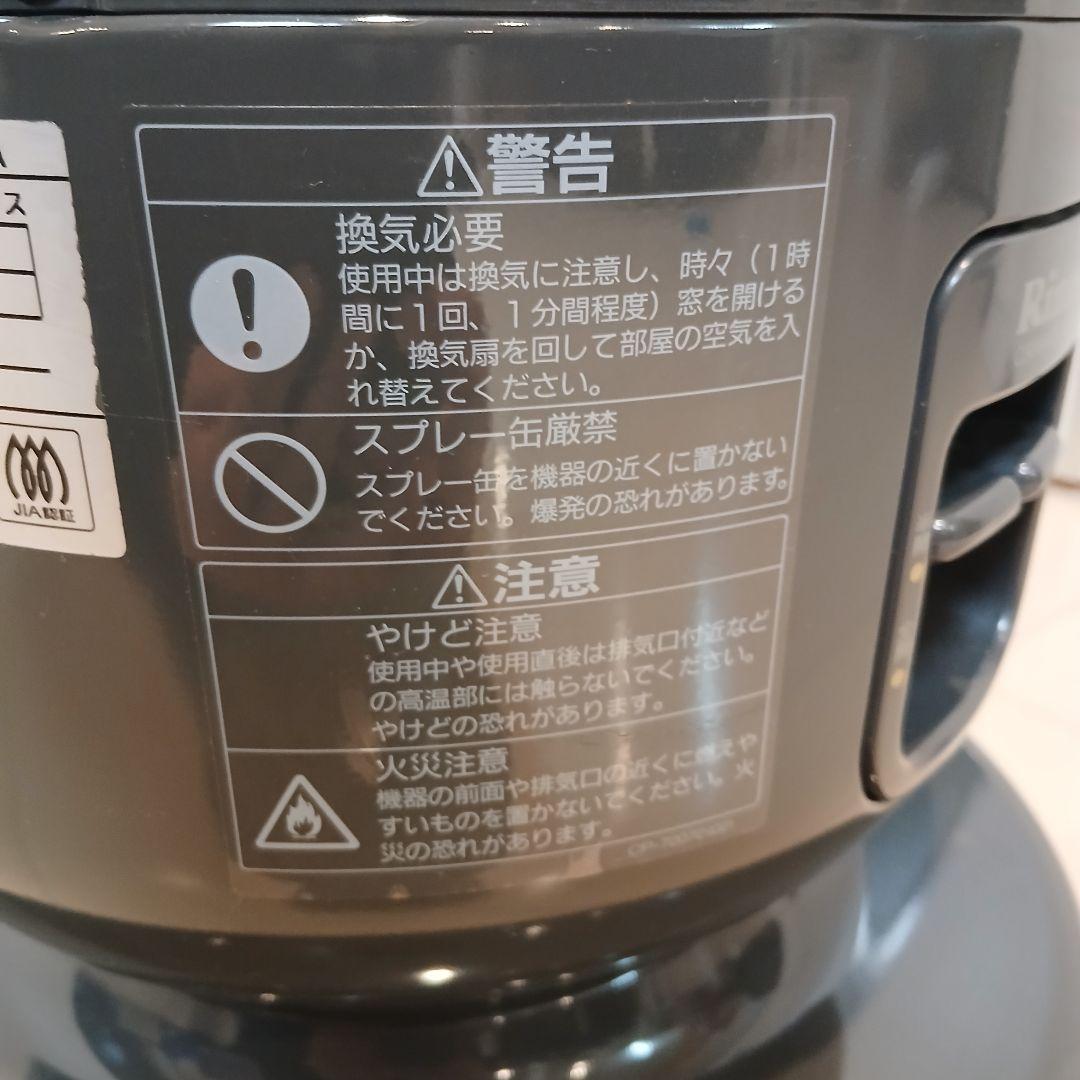 ス
JIA認証
警告
換気必要
使用中は換気に注意し、時々（1時
間に1回、1分間程度）窓を開ける
か、換気扇を回して部屋の空気を入
れ替えてください。
スプレー缶厳禁
スプレー缶を機器の近くに置かない
でください。爆発の恐れがあります。
注意
やけど注意
使用中や使用直後は排気口付近など
の高温部には触らないでください。
やけどの恐れがあります。
火災注意
機器の前面や排気口の近くに燃えや
すいものを置かないでください。火
災の恐れがあります。